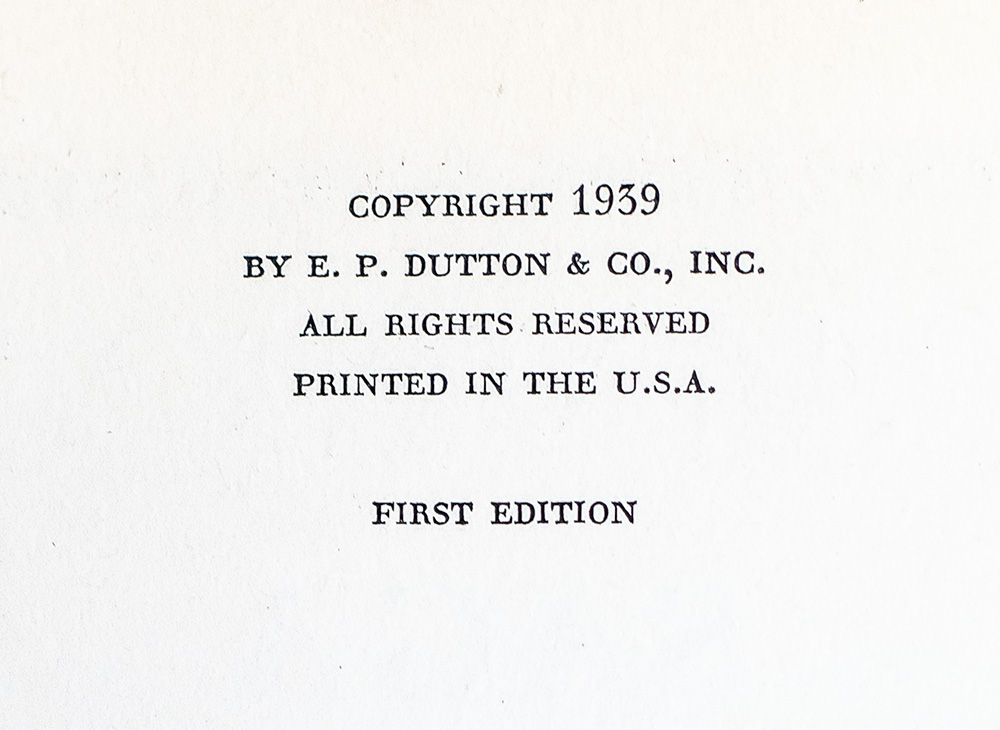 COPYRIGHT 1939
BY E. P. DUTTON & CO., INC.
ALL RIGHTS RESERVED
PRINTED IN THE U.S.A.
FIRST EDITION